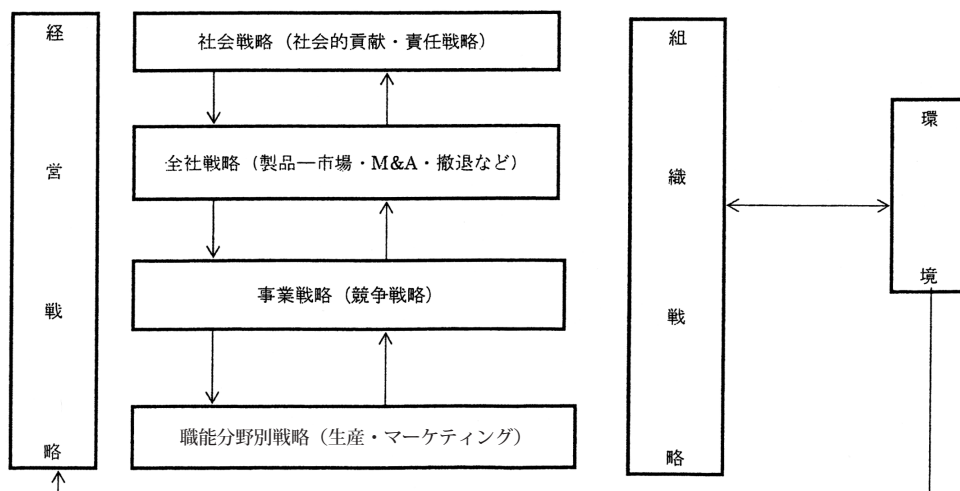 経営戦略
社会戦略（社会的貢献・責任戦略）
全社戦略（製品―市場・M&A・撤退など）
事業戦略（競争戦略）
職能分野別戦略（生産・マーケティング）
組織戦略
環境